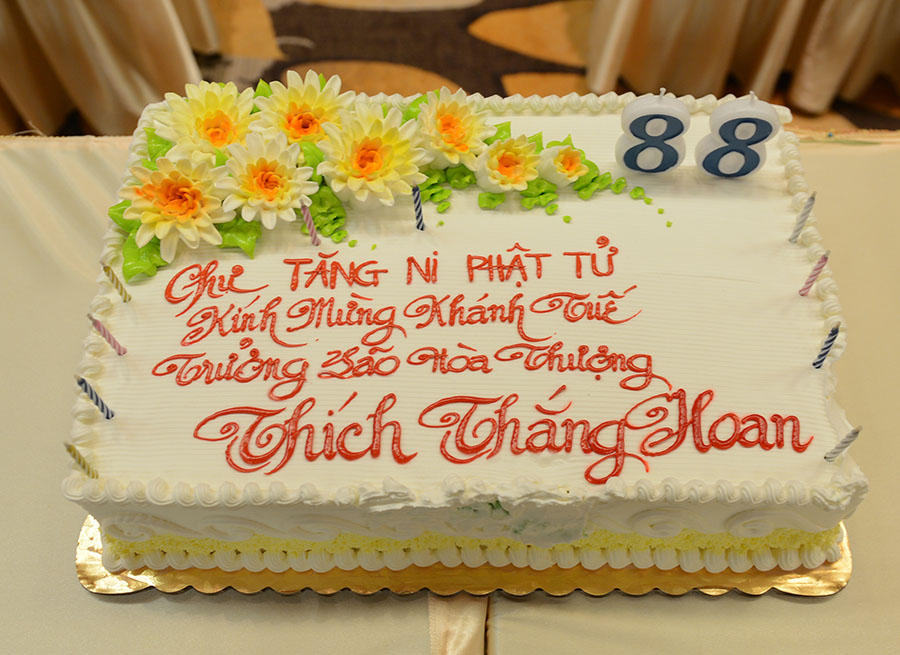 88
Chư TĂNG NI PHẬT TỬ
Kính Mừng Khánh Tuế
Trưởng Lão Hòa Thượng
Thích Thắng Hoan